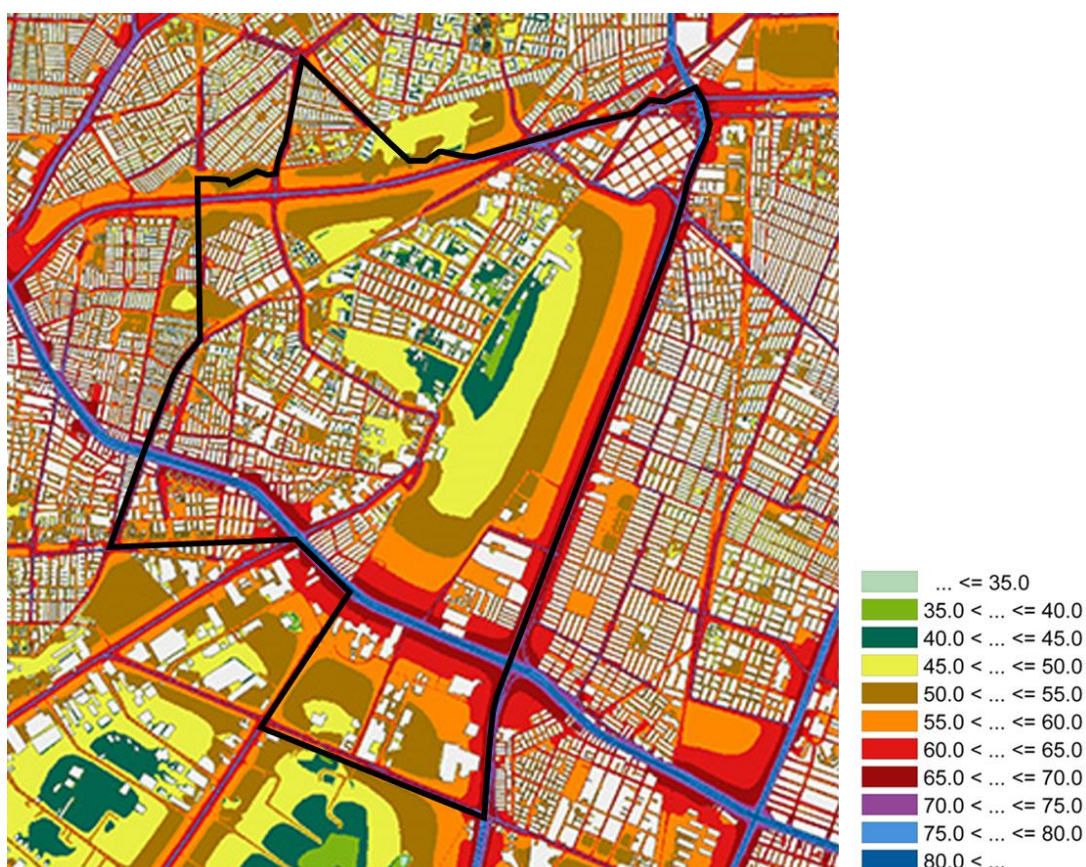 ... <= 35.0
35.0 < ... <= 40.0
40.0 < ... <= 45.0
45.0 < ... <= 50.0
50.0 < ... <= 55.0
55.0 < ... <= 60.0
60.0 < ... <= 65.0
65.0 < ... <= 70.0
70.0 < ... <= 75.0
75.0 < ... <= 80.0
80.0 < ...